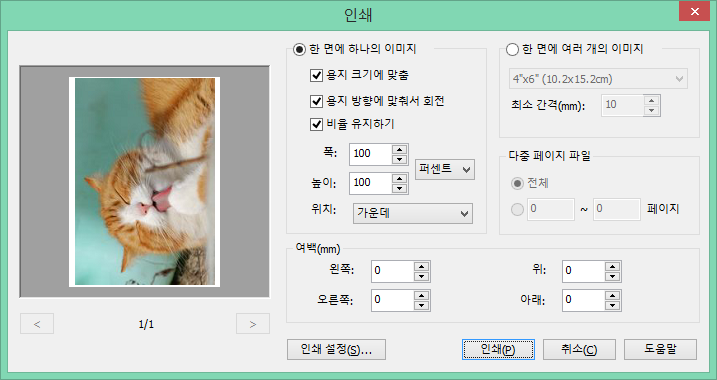 인쇄
한 면에 하나의 이미지
용지 크기에 맞춤
용지 방향에 맞춰서 회전
비율 유지하기
폭: 100
높이: 100
퍼센트
위치: 가운데
한 면에 여러 개의 이미지
4"x6" (10.2x15.2cm)
최소 간격(mm): 10
다중 페이지 파일
전체
0 ~ 0 페이지
여백(mm)
왼쪽: 0 위: 0
오른쪽: 0 아래: 0
< 1/1 >
인쇄 설정(S)... 인쇄(P) 취소(C) 도움말